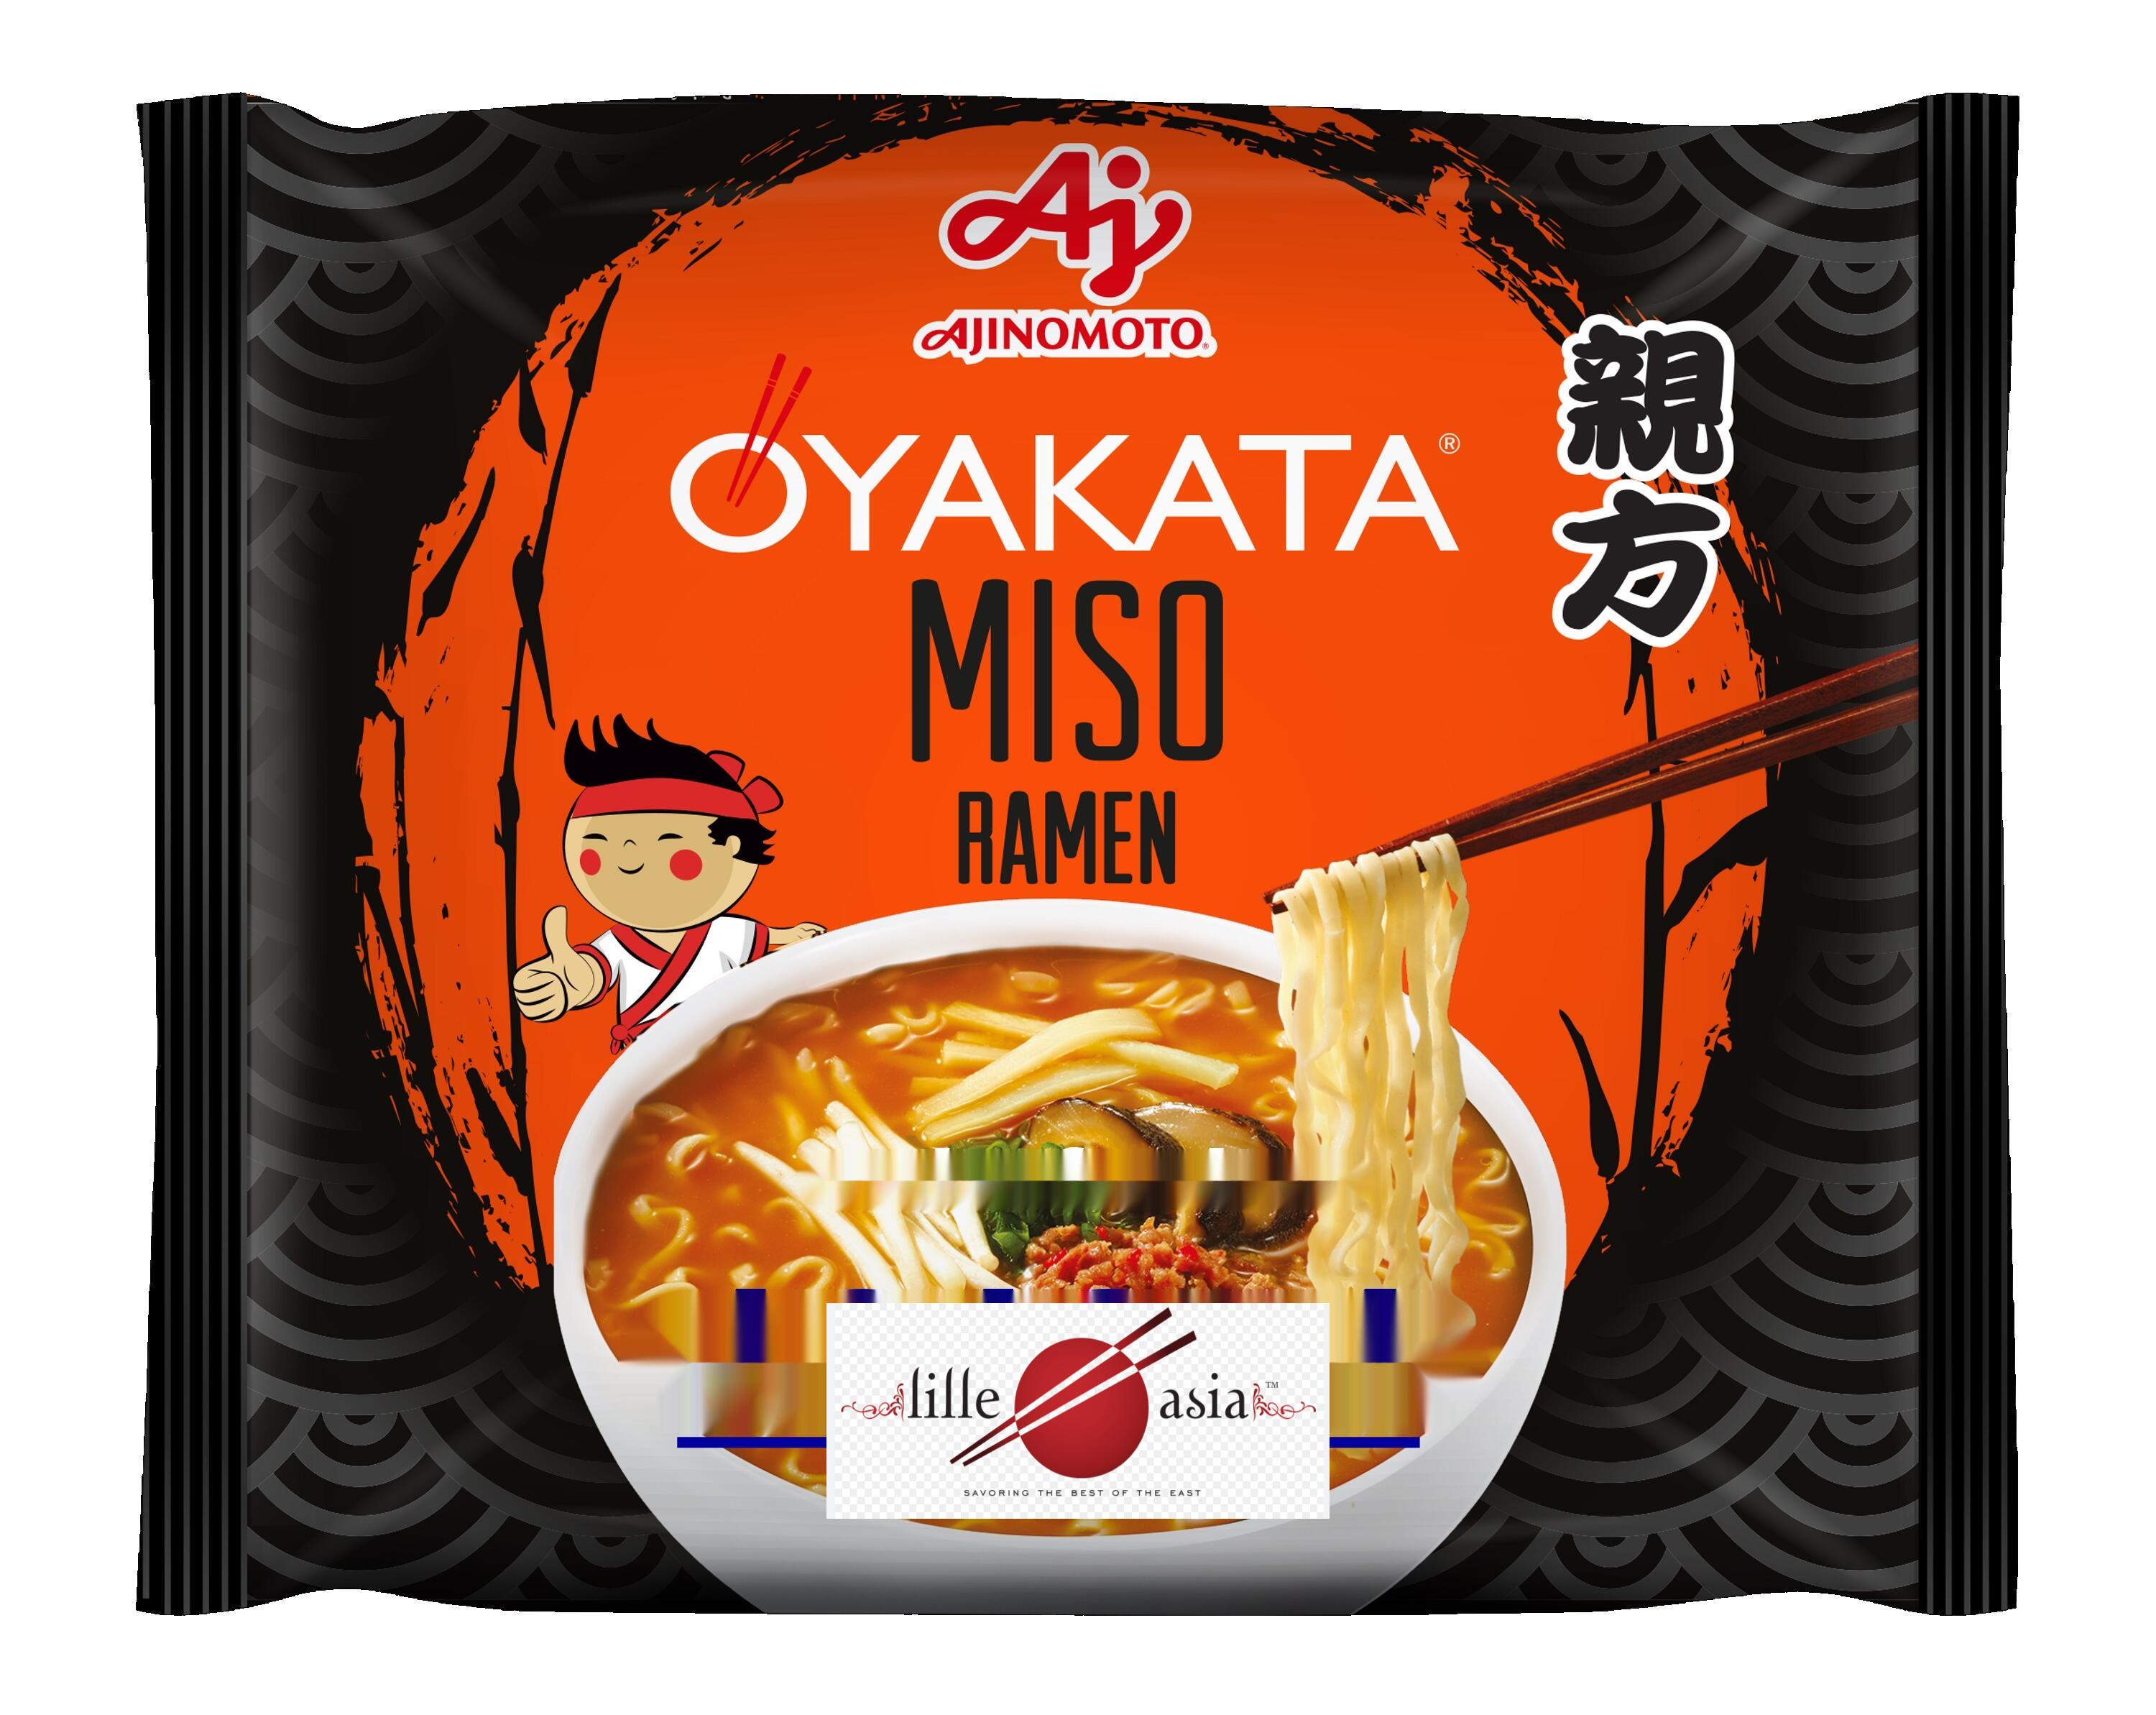 Aj
AJINOMOTO®
OYAKATA®
親方
MISO
RAMEN
lille asia™
SAVORING THE BEST OF THE EAST